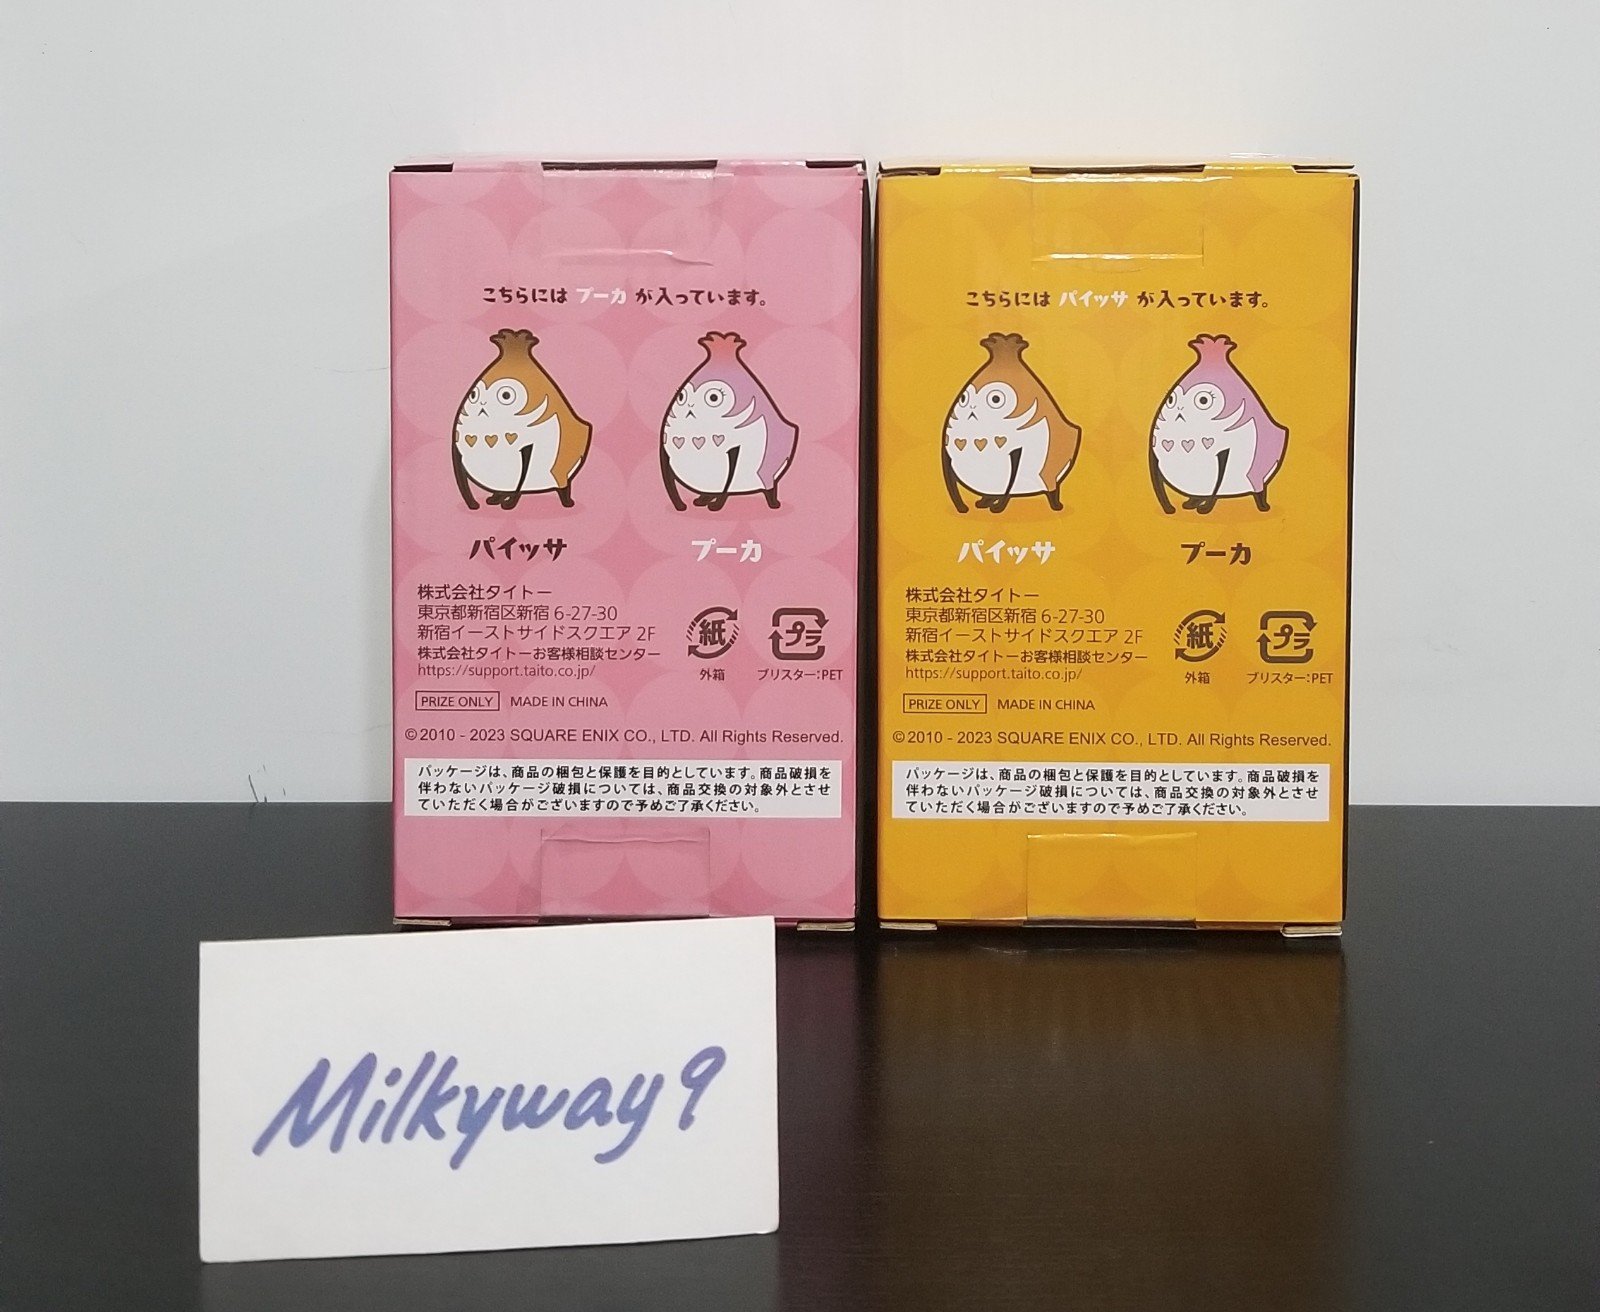 こちらには プーカ が入っています。
パイッサ
プーカ
株式会社タイトー
東京都新宿区新宿 6-27-30
新宿イーストサイドスクエア 2F
株式会社タイトーお客様相談センター
https://support.taito.co.jp/
紙
外箱
プラ
ブリスター:PET
PRIZE ONLY MADE IN CHINA
©2010 - 2023 SQUARE ENIX CO., LTD. All Rights Reserved.
パッケージは、商品の梱包と保護を目的としています。商品破損を
伴わないパッケージ破損については、商品交換の対象外とさせ
ていただく場合がございますので予めご了承ください。
こちらには パイッサ が入っています。
パイッサ
プーカ
株式会社タイトー
東京都新宿区新宿 6-27-30
新宿イーストサイドスクエア 2F
株式会社タイトーお客様相談センター
https://support.taito.co.jp/
紙
外箱
プラ
ブリスター:PET
PRIZE ONLY MADE IN CHINA
©2010 - 2023 SQUARE ENIX CO., LTD. All Rights Reserved.
パッケージは、商品の梱包と保護を目的としています。商品破損を
伴わないパッケージ破損については、商品交換の対象外とさせ
ていただく場合がございますので予めご了承ください。
Milkyway9